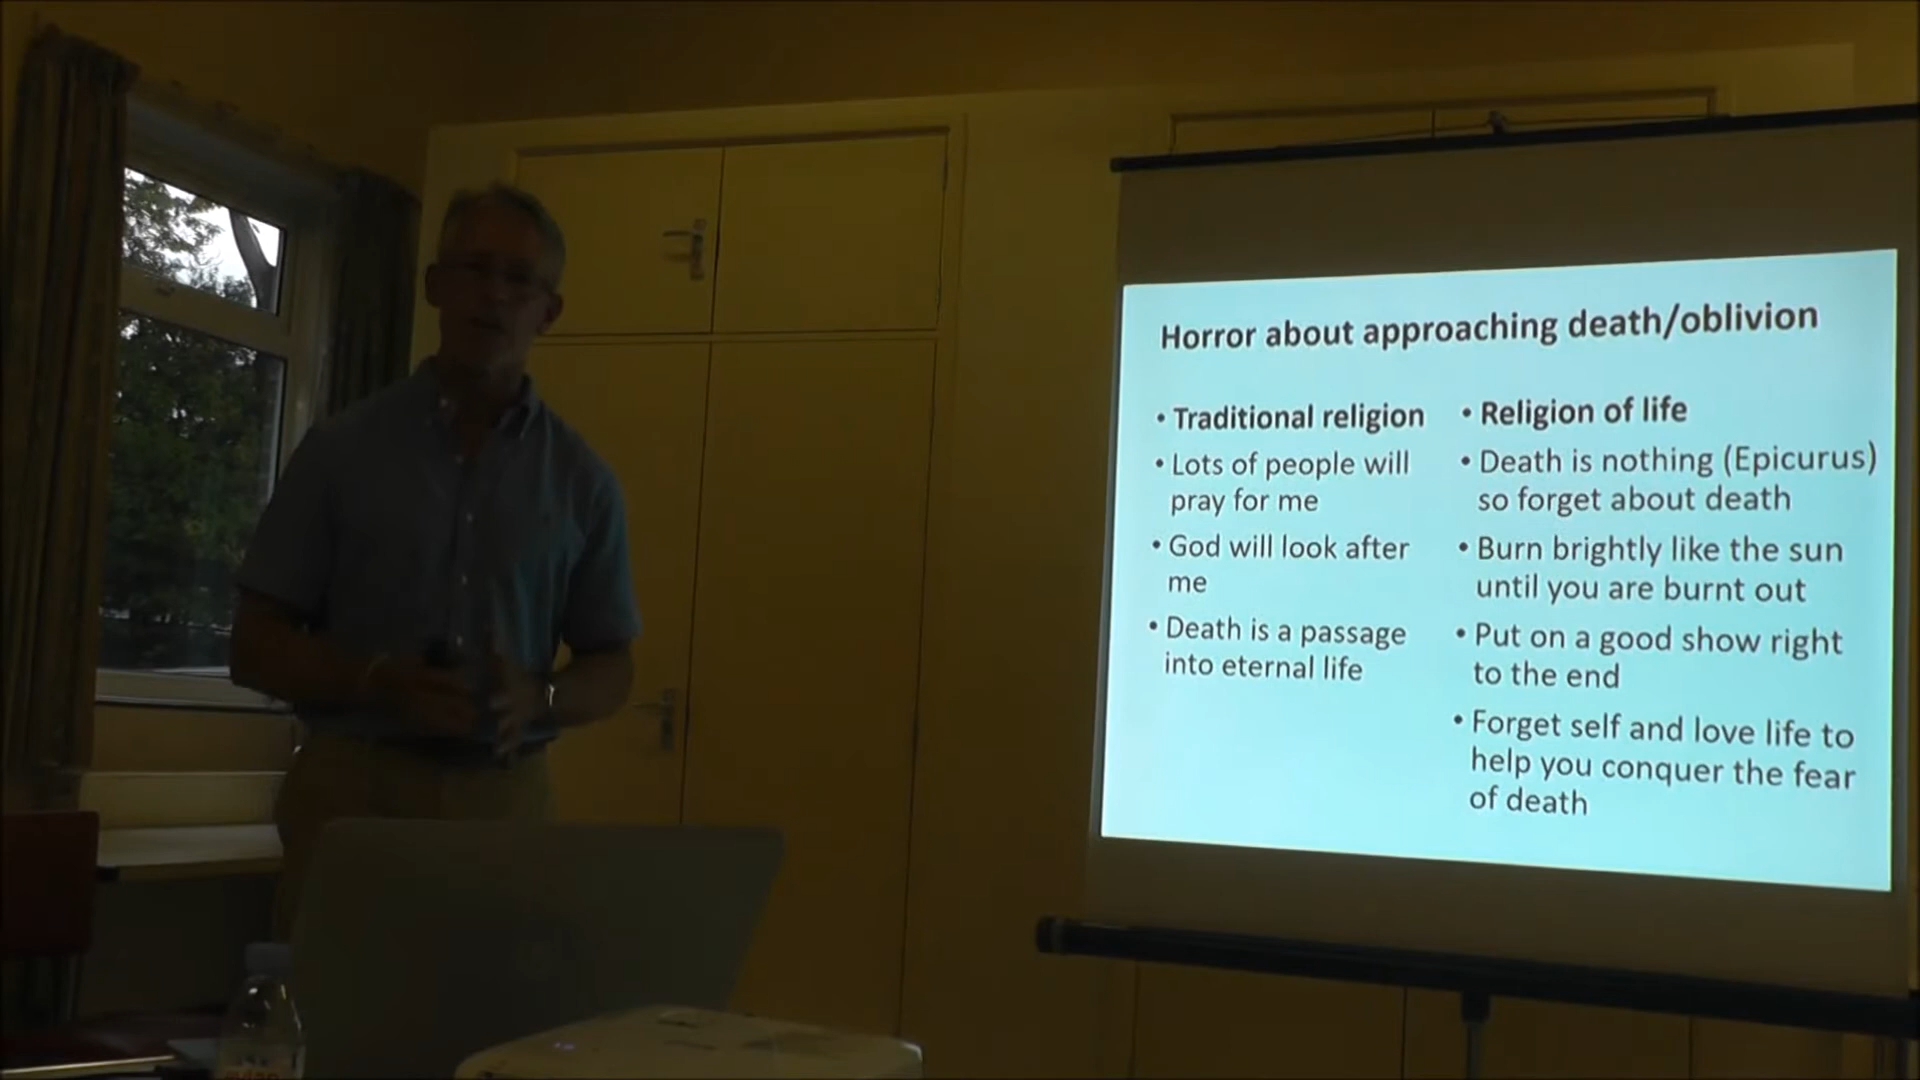 Horror about approaching death/oblivion
• Traditional religion
• Lots of people will
pray for me
• God will look after
me
• Death is a passage
into eternal life
• Religion of life
• Death is nothing (Epicurus)
so forget about death
• Burn brightly like the sun
until you are burnt out
• Put on a good show right
to the end
• Forget self and love life to
help you conquer the fear
of death